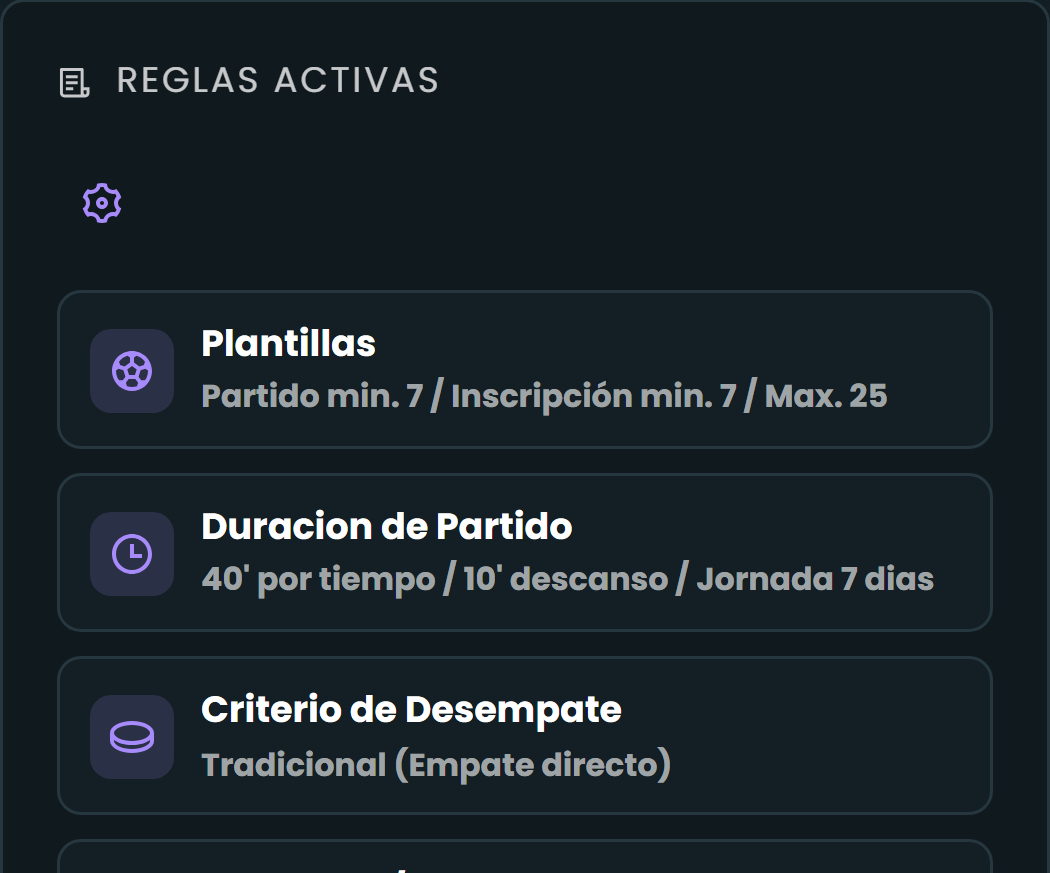 REGLAS ACTIVAS
Plantillas
Partido min. 7 / Inscripción min. 7 / Max. 25
Duracion de Partido
40' por tiempo / 10' descanso / Jornada 7 dias
Criterio de Desempate
Tradicional (Empate directo)